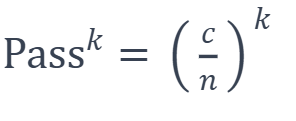 Pass^k = (c/n)^k